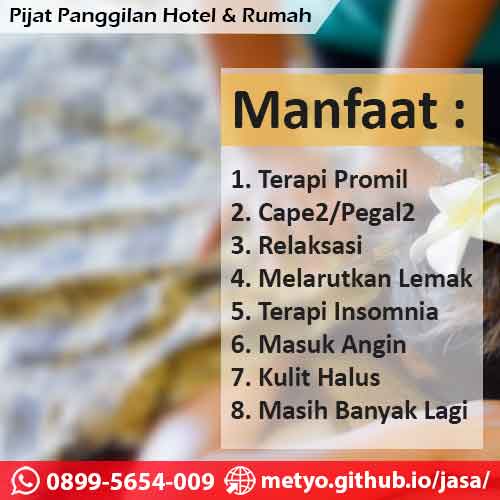 Pijat Panggilan Hotel & Rumah
Manfaat :
1. Terapi Promil
2. Cape2/Pegal2
3. Relaksasi
4. Melarutkan Lemak
5. Terapi Insomnia
6. Masuk Angin
7. Kulit Halus
8. Masih Banyak Lagi
0899-5654-009 metyo.github.io/jasa/